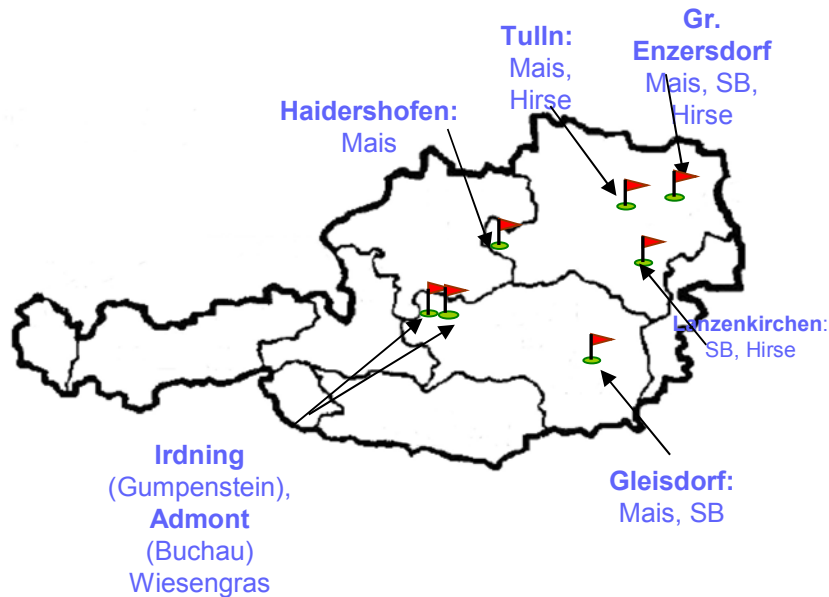 Gr.
Enzersdorf
Mais, SB,
Hirse
Tulln:
Mais,
Hirse
Haidershofen:
Mais
Lanzenkirchen:
SB, Hirse
Irdning
(Gumpenstein),
Admont
(Buchau)
Wiesengras
Gleisdorf:
Mais, SB